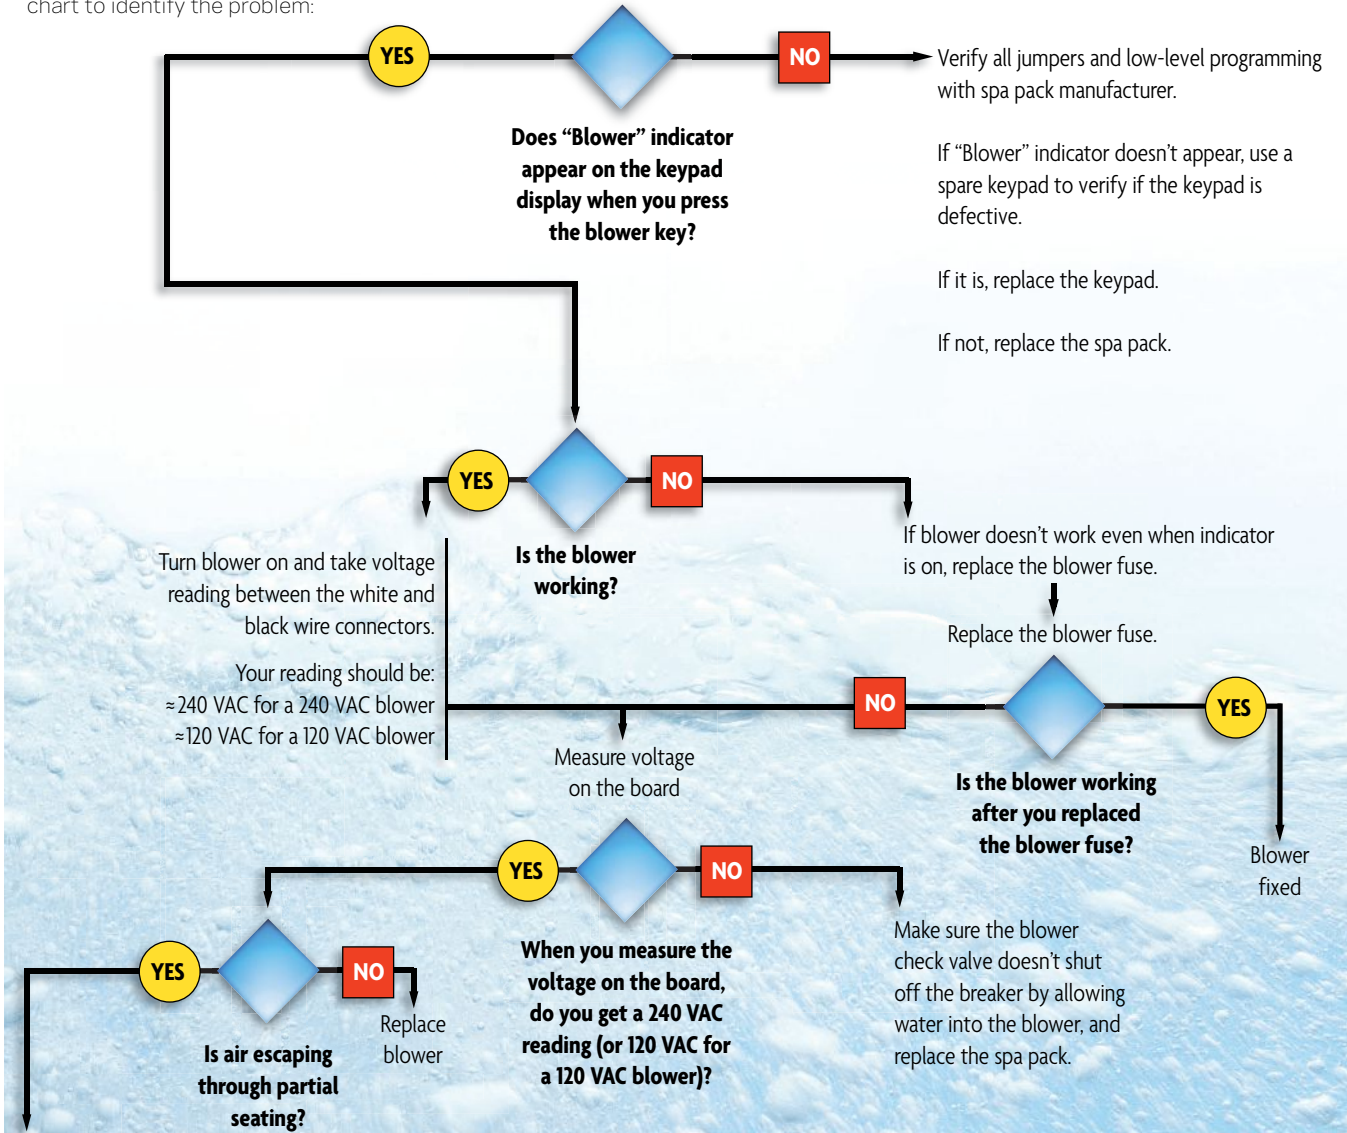 chart to identify the problem:
YES
NO
Does “Blower” indicator
appear on the keypad
display when you press
the blower key?
Verify all jumpers and low-level programming
with spa pack manufacturer.
If “Blower” indicator doesn’t appear, use a
spare keypad to verify if the keypad is
defective.
If it is, replace the keypad.
If not, replace the spa pack.
YES
NO
Is the blower
working?
Turn blower on and take voltage
reading between the white and
black wire connectors.
Your reading should be:
≈240 VAC for a 240 VAC blower
≈120 VAC for a 120 VAC blower
If blower doesn’t work even when indicator
is on, replace the blower fuse.
Replace the blower fuse.
NO
YES
Is the blower working
after you replaced
the blower fuse?
Blower
fixed
Measure voltage
on the board
YES
NO
When you measure the
voltage on the board,
do you get a 240 VAC
reading (or 120 VAC for
a 120 VAC blower)?
Make sure the blower
check valve doesn’t shut
off the breaker by allowing
water into the blower, and
replace the spa pack.
YES
NO
Is air escaping
through partial
seating?
Replace
blower